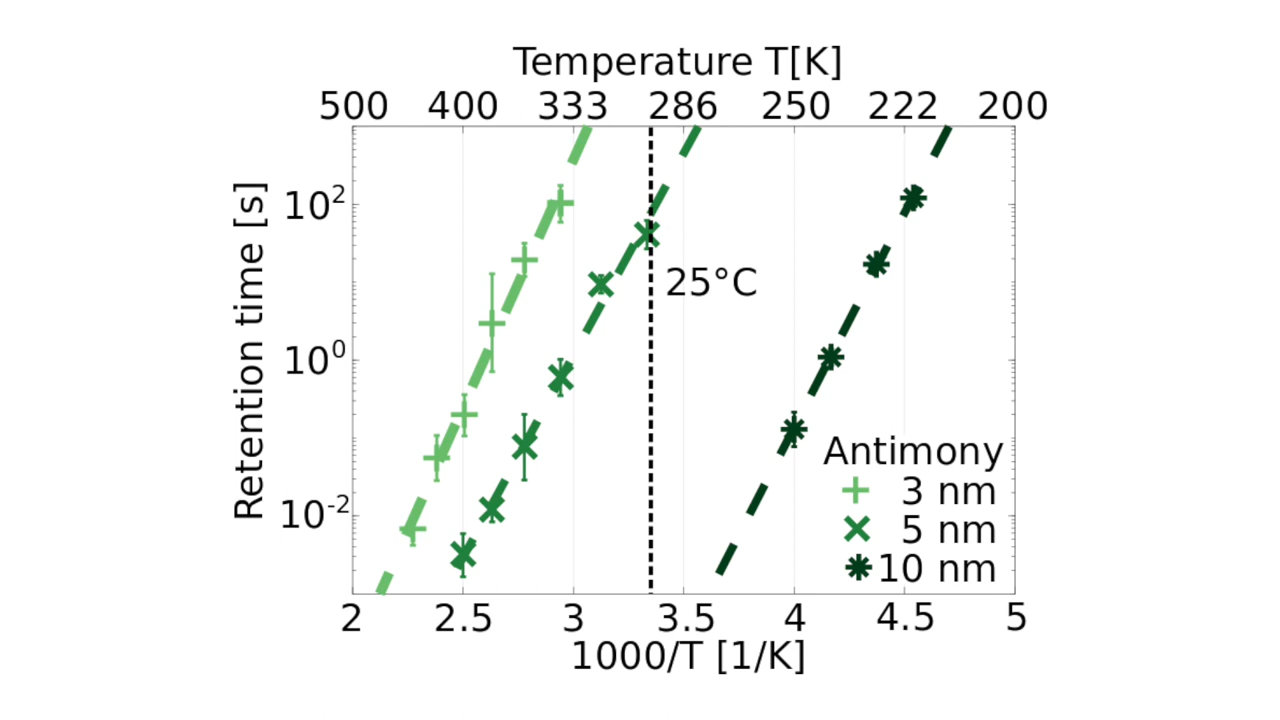 Temperature T[K]
500 400 333 286 250 222 200
Retention time [s]
10²
10⁰
10⁻²
25°C
Antimony
3 nm
5 nm
10 nm
2 2.5 3 3.5 4 4.5 5
1000/T [1/K]